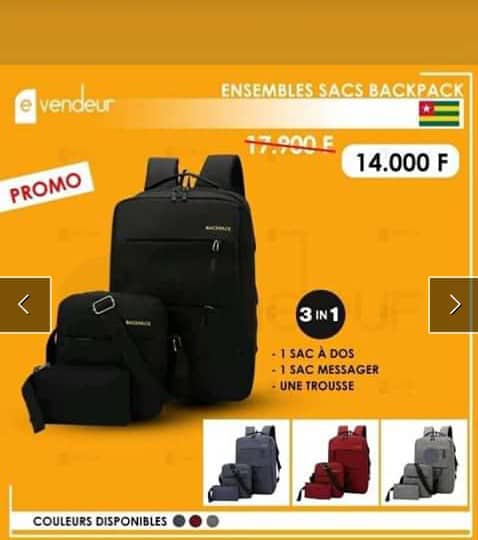 e vendeur
ENSEMBLES SACS BACKPACK
17.900 F
14.000 F
PROMO
BACKPACK
BACKPACK
3 IN 1
- 1 SAC À DOS
- 1 SAC MESSAGER
- UNE TROUSSE
COULEURS DISPONIBLES